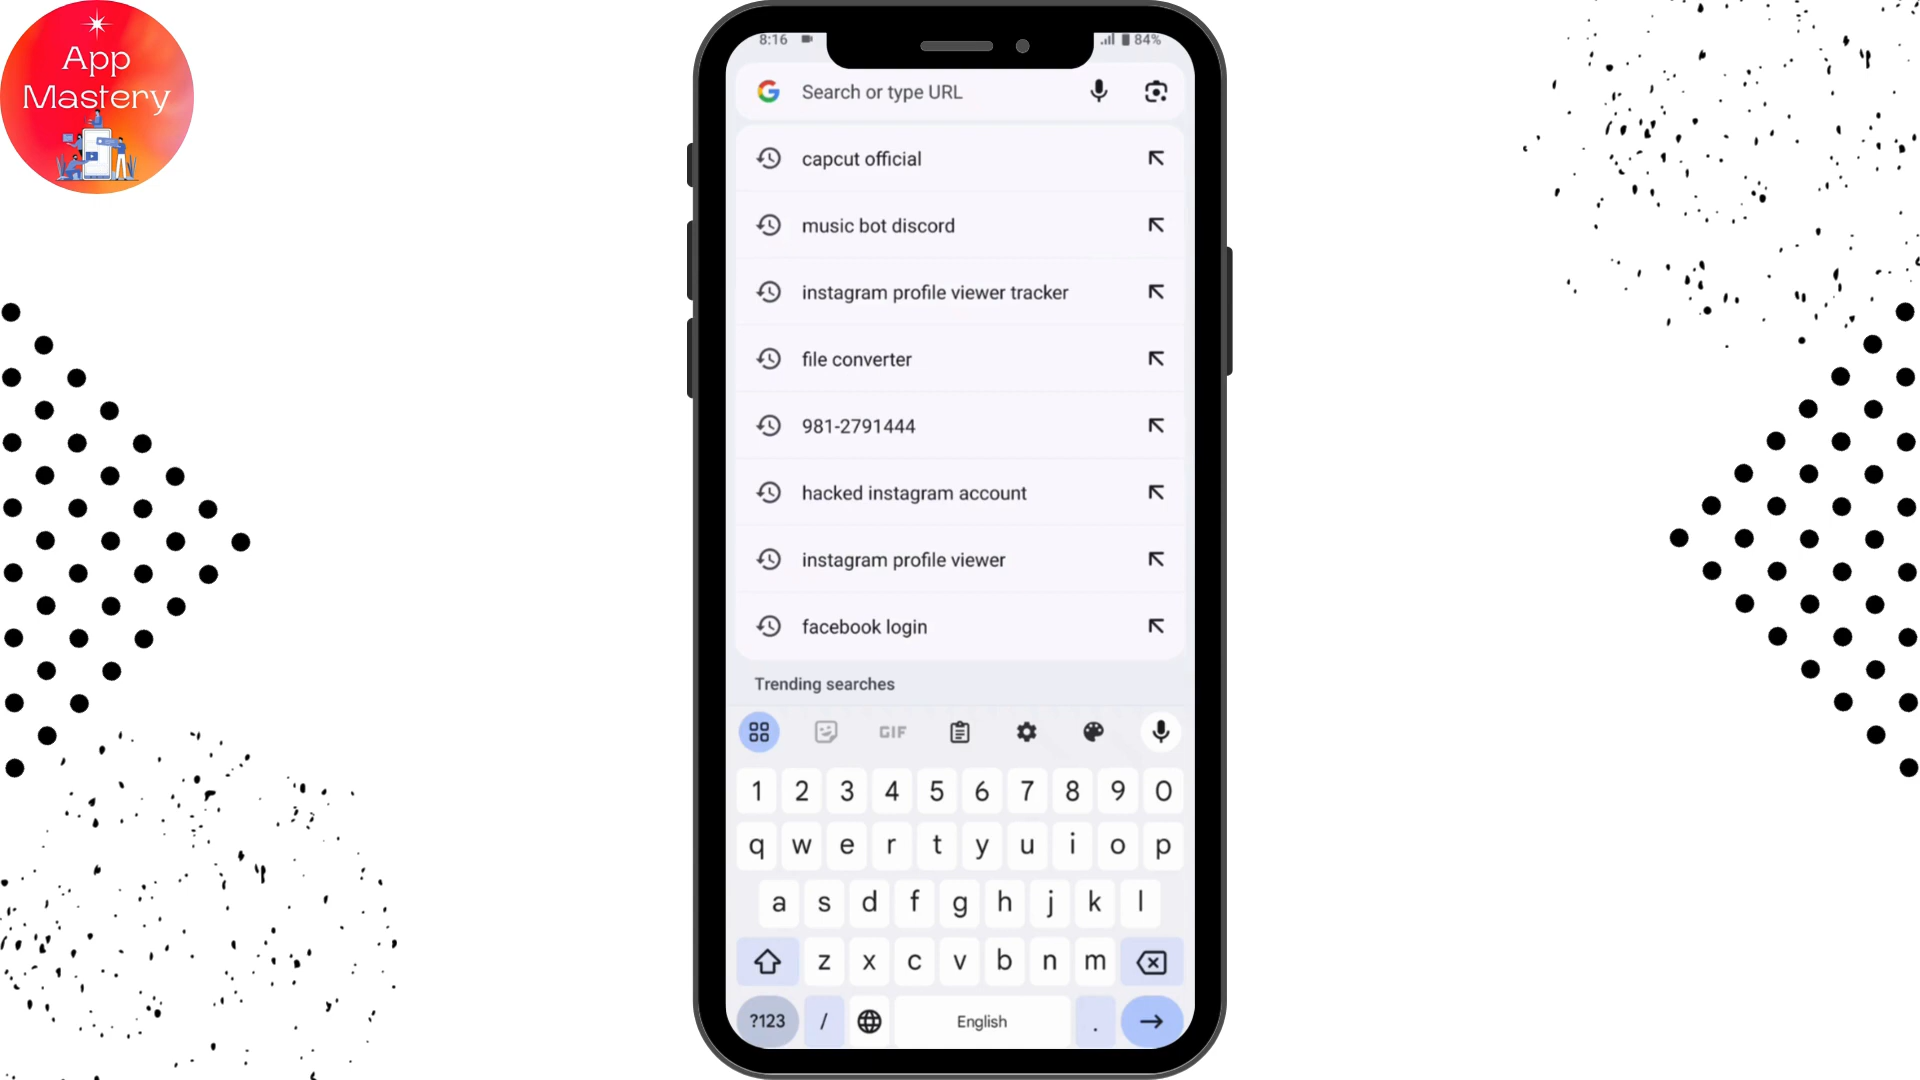 App
Mastery
8:16
84%
Search or type URL
capcut official
music bot discord
instagram profile viewer tracker
file converter
981-2791444
hacked instagram account
instagram profile viewer
facebook login
Trending searches
GIF
1 2 3 4 5 6 7 8 9 0
q w e r t y u i o p
a s d f g h j k l
z x c v b n m
?123 / English .